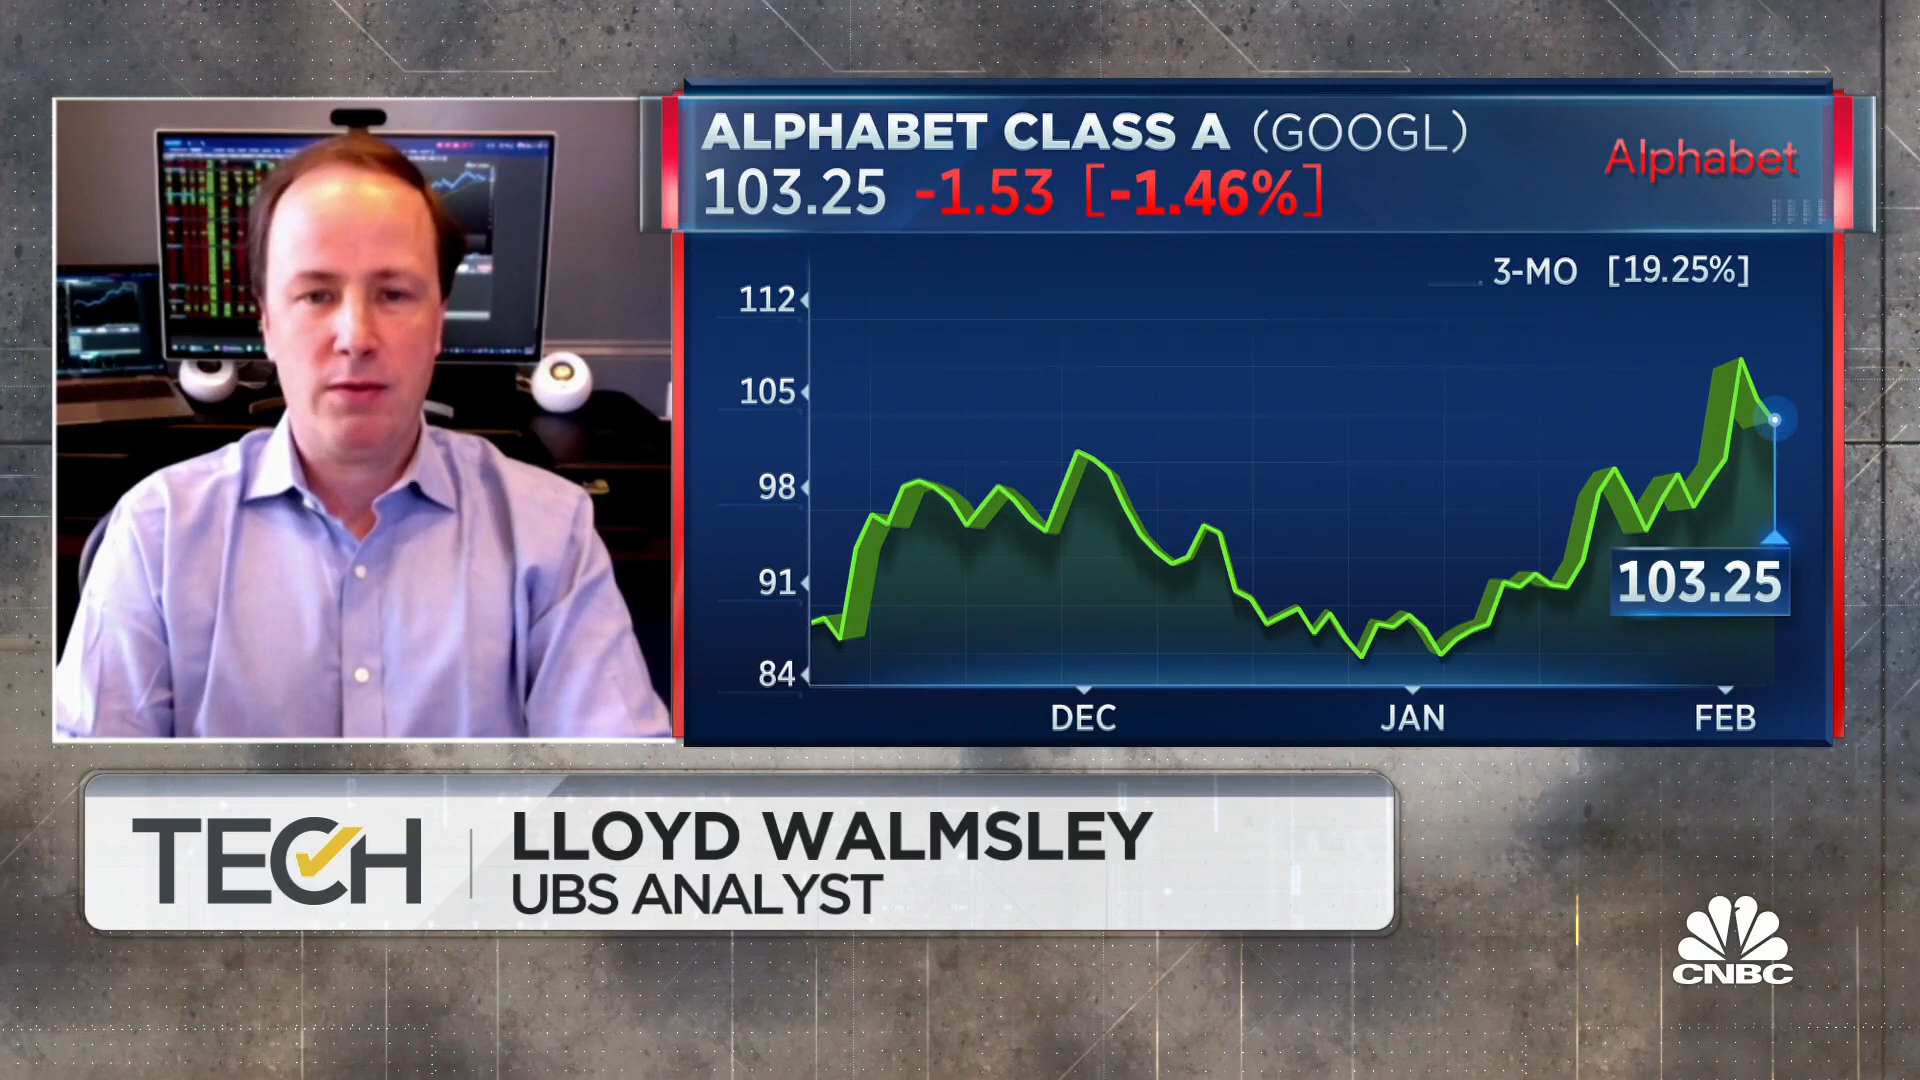 ALPHABET CLASS A (GOOGL)
103.25 -1.53 [-1.46%]
Alphabet
3-MO [19.25%]
112
105
98
91
84
103.25
DEC JAN FEB
TECH
LLOYD WALMSLEY
UBS ANALYST
CNBC